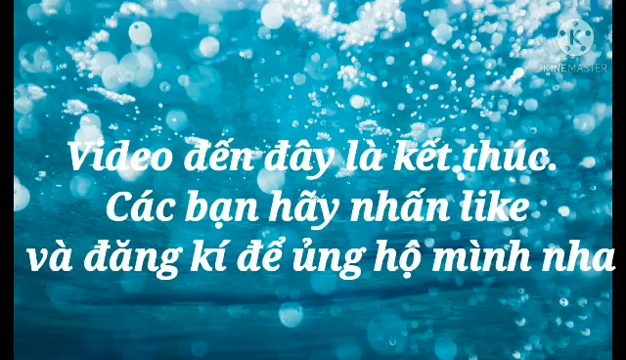 KINEMASTER
Video đến đây là kết thúc.
Các bạn hãy nhấn like
và đăng kí để ủng hộ mình nha